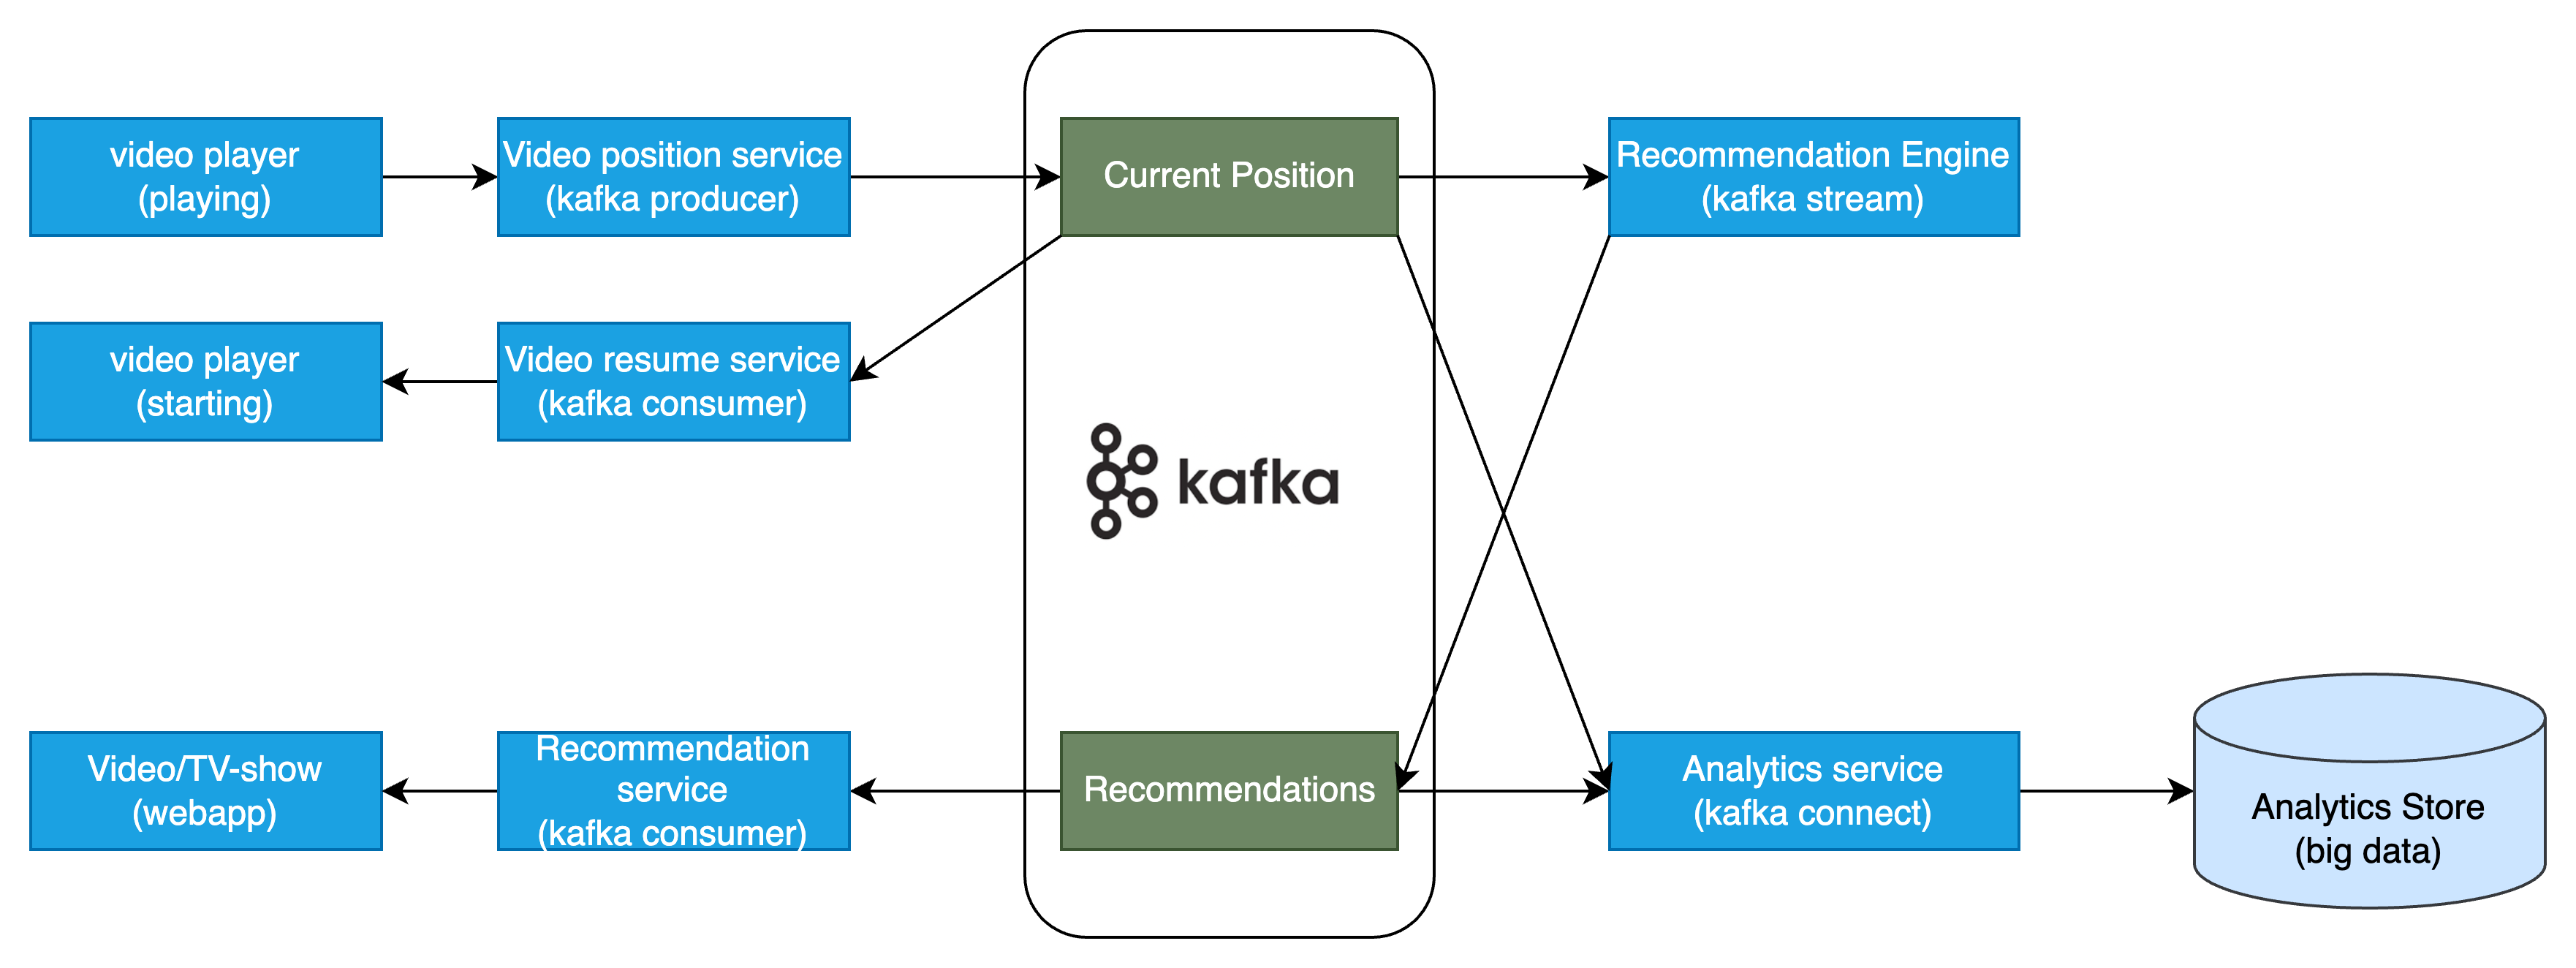 video player
(playing)
Video position service
(kafka producer)
Current Position
Recommendation Engine
(kafka stream)
video player
(starting)
Video resume service
(kafka consumer)
kafka
Video/TV-show
(webapp)
Recommendation
service
(kafka consumer)
Recommendations
Analytics service
(kafka connect)
Analytics Store
(big data)